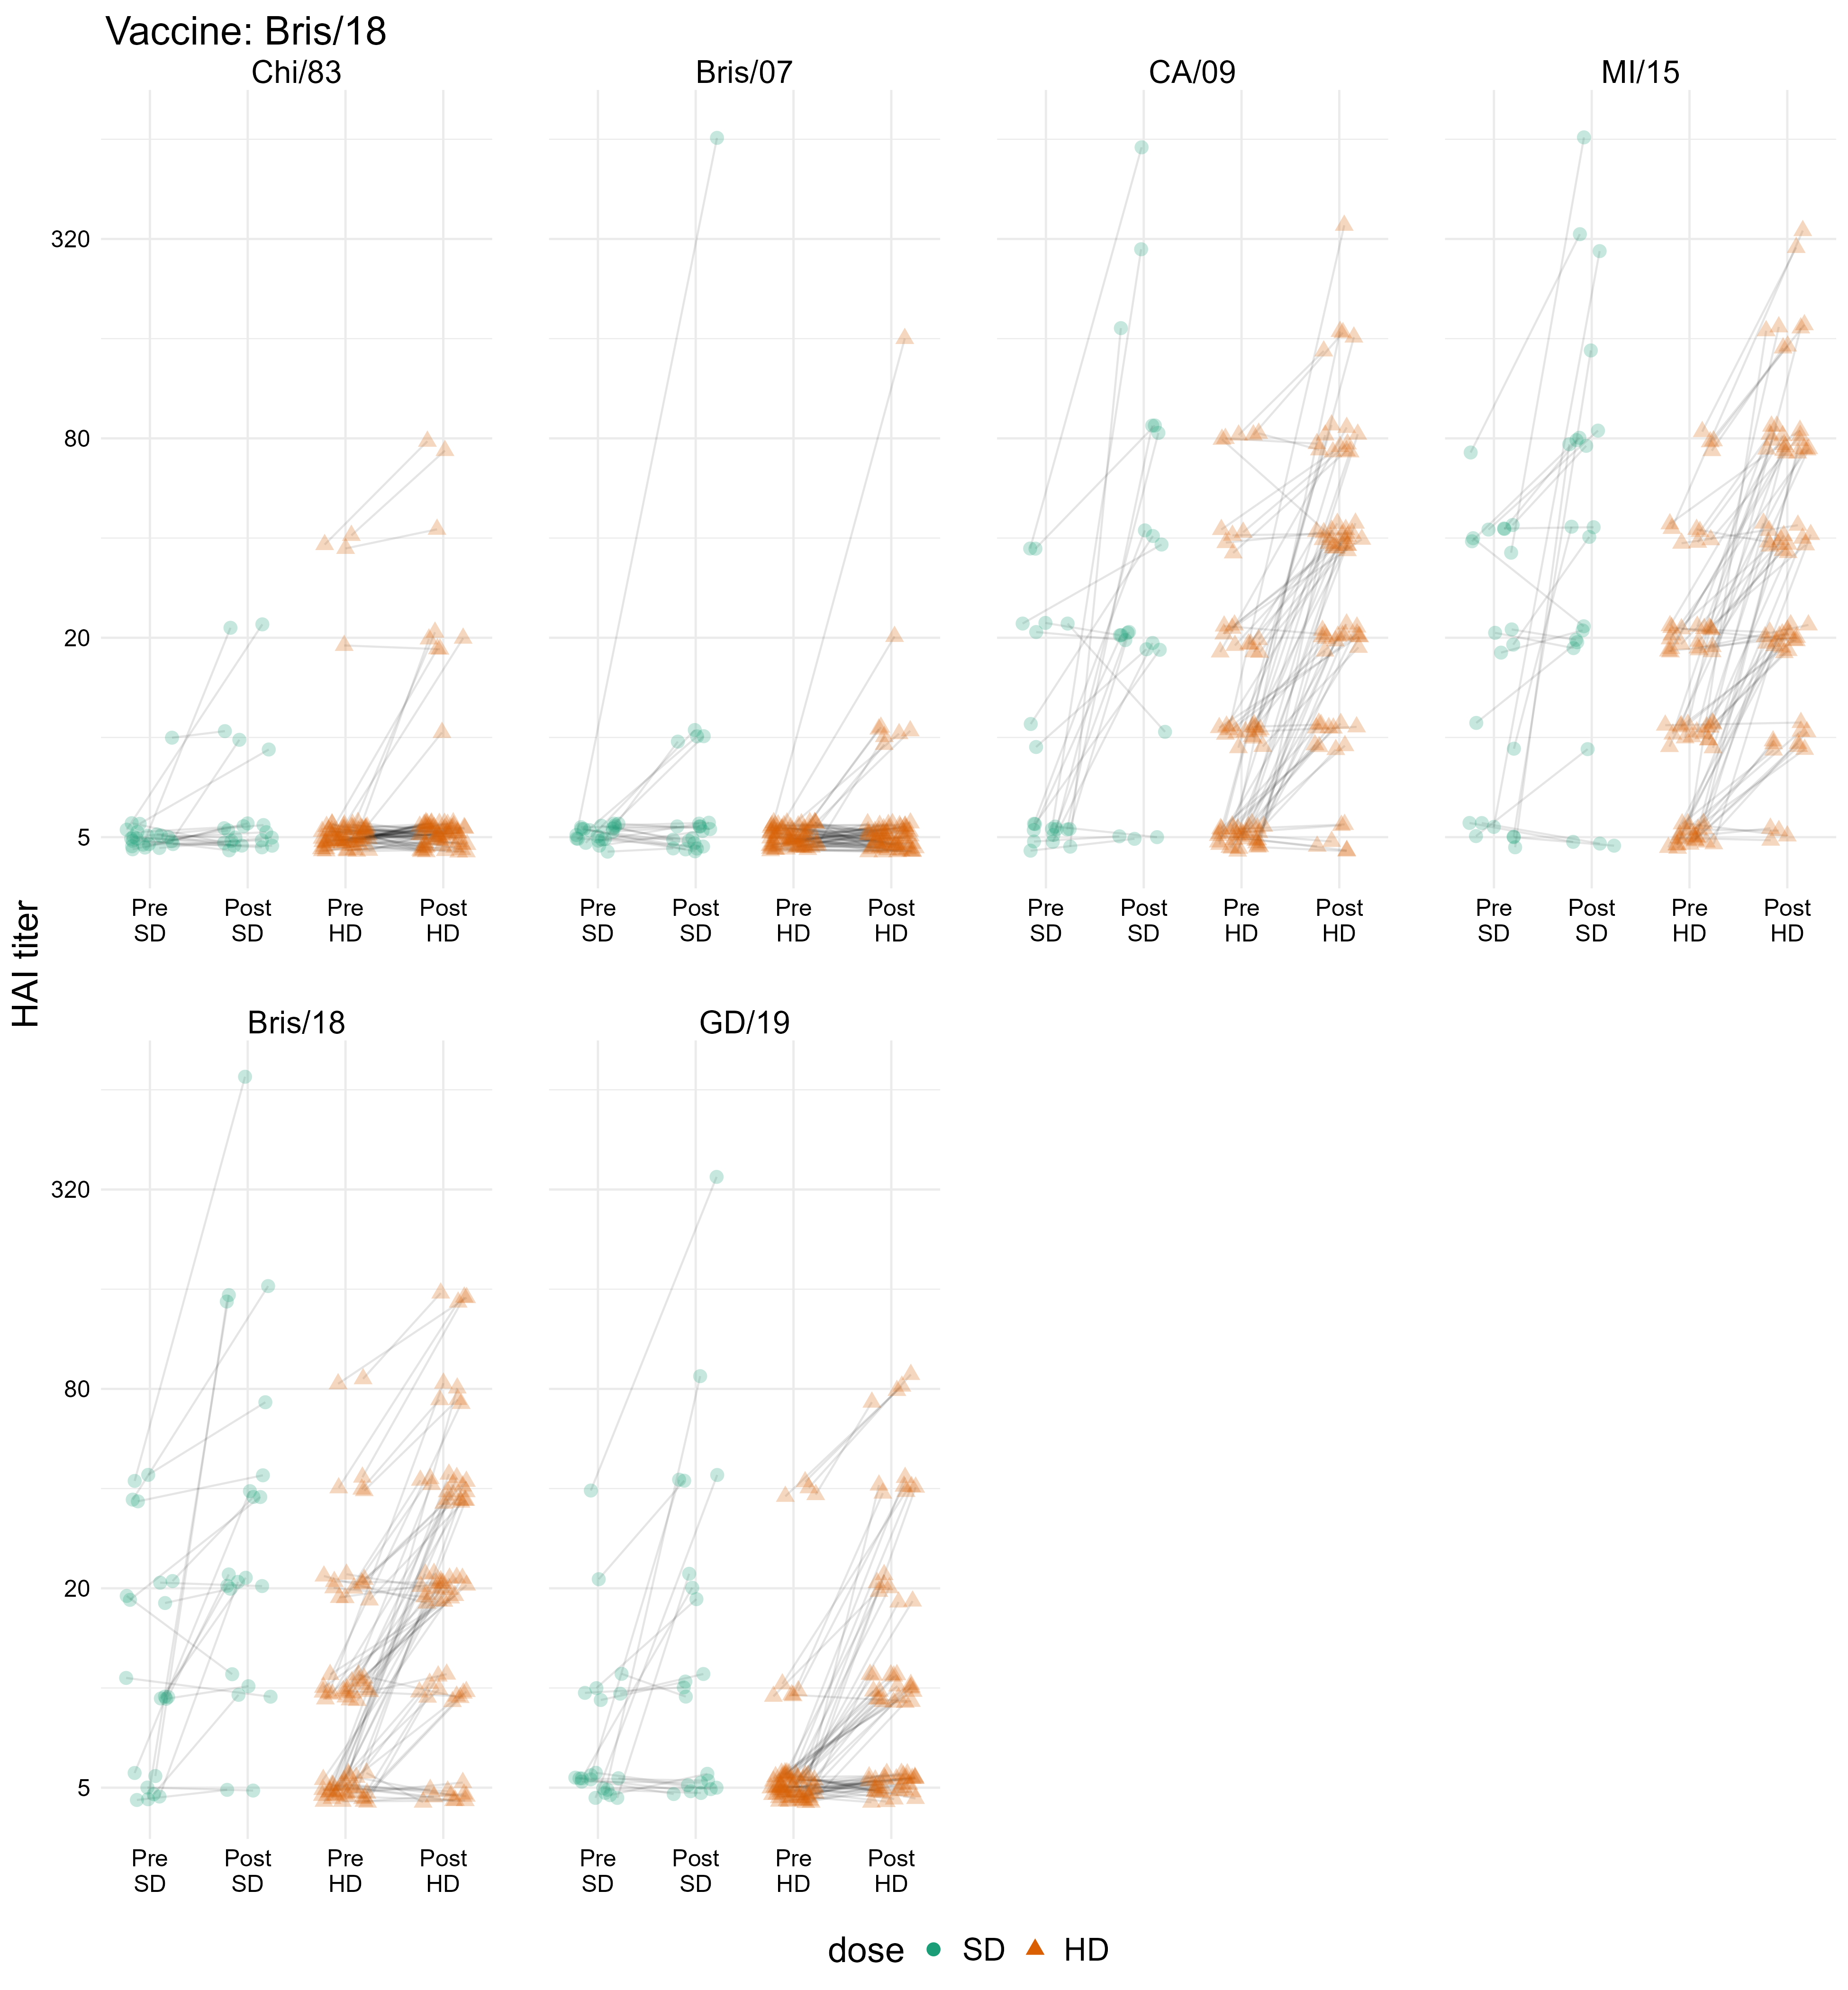 Vaccine: Bris/18
Chi/83 Bris/07 CA/09 MI/15
320
80
20
5
Pre Post Pre Post Pre Post Pre Post Pre Post Pre Post Pre Post Pre Post
SD SD HD HD SD SD HD HD SD SD HD HD SD SD HD HD
HAI titer
Bris/18 GD/19
320
80
20
5
Pre Post Pre Post Pre Post Pre Post
SD SD HD HD SD SD HD HD
dose SD HD